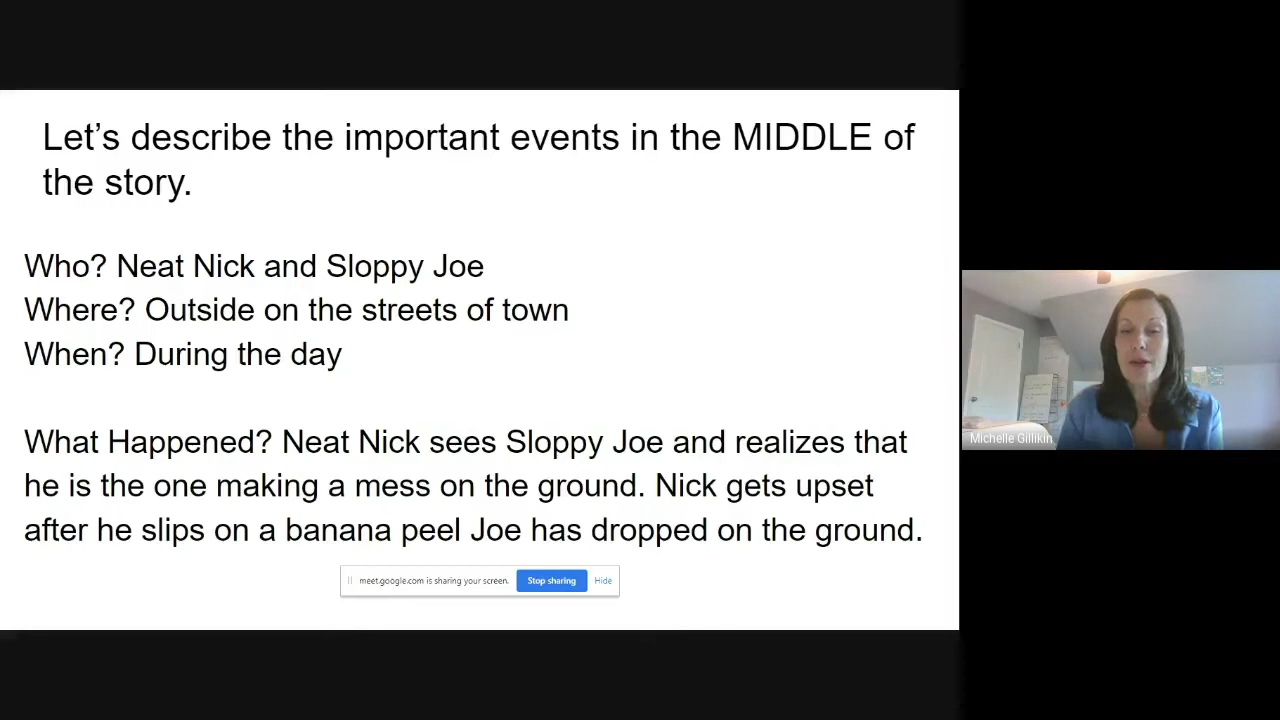 Let's describe the important events in the MIDDLE of
the story.
Who? Neat Nick and Sloppy Joe
Where? Outside on the streets of town
When? During the day
What Happened? Neat Nick sees Sloppy Joe and realizes that
he is the one making a mess on the ground. Nick gets upset
after he slips on a banana peel Joe has dropped on the ground.
meet.google.com is sharing your screen. Stop sharing Hide
Michelle Gillikin